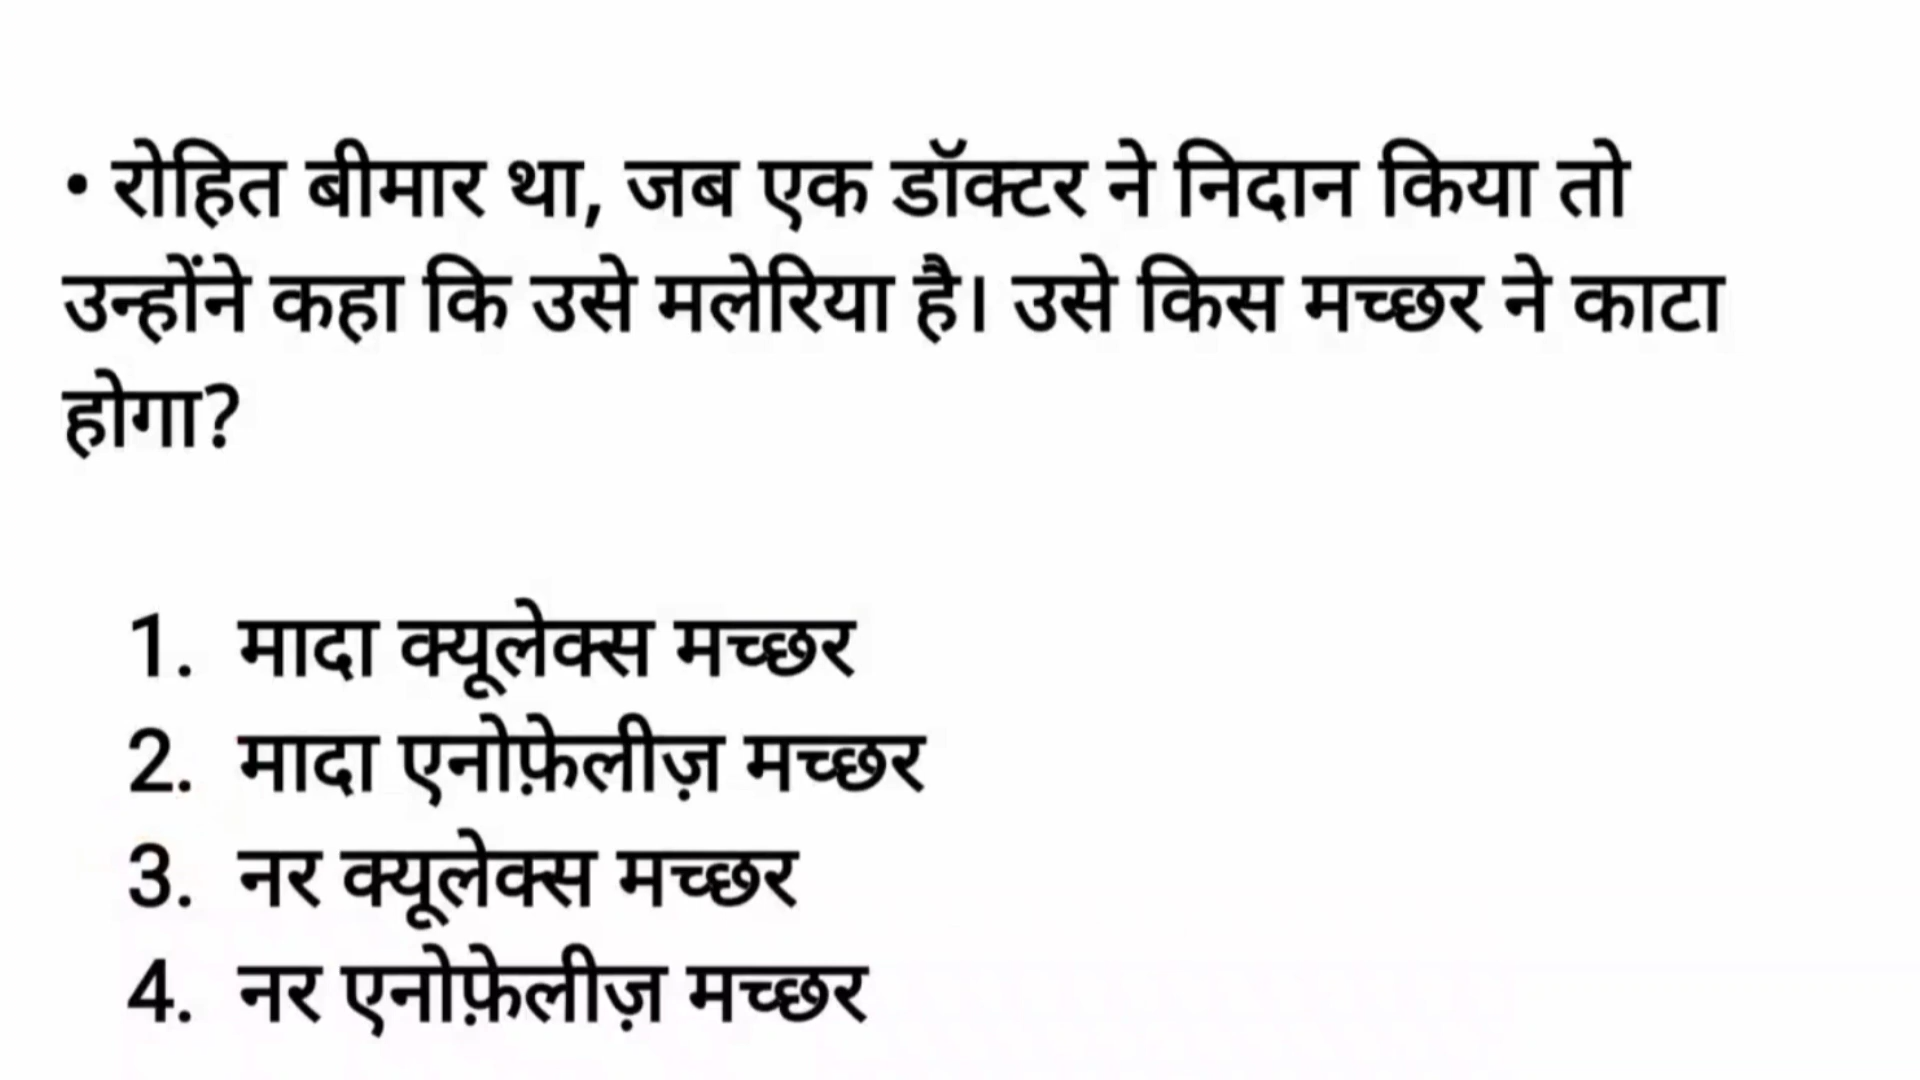 • रोहित बीमार था, जब एक डॉक्टर ने निदान किया तो
उन्होंने कहा कि उसे मलेरिया है। उसे किस मच्छर ने काटा
होगा?
1. मादा क्यूलेक्स मच्छर
2. मादा एनोफ़ेलीज़ मच्छर
3. नर क्यूलेक्स मच्छर
4. नर एनोफ़ेलीज़ मच्छर